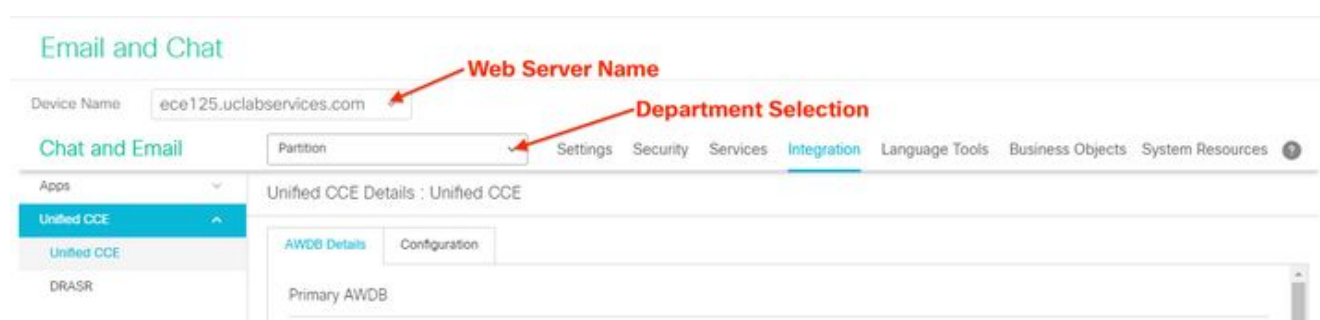 Email and Chat
Web Server Name
Device Name ece125.uclabservices.com
Department Selection
Chat and Email Partition Settings Security Services Integration Language Tools Business Objects System Resources ?
Apps Unified CCE Details : Unified CCE
Unified CCE
Unified CCE AWDB Details Configuration
DRASR Primary AWDB